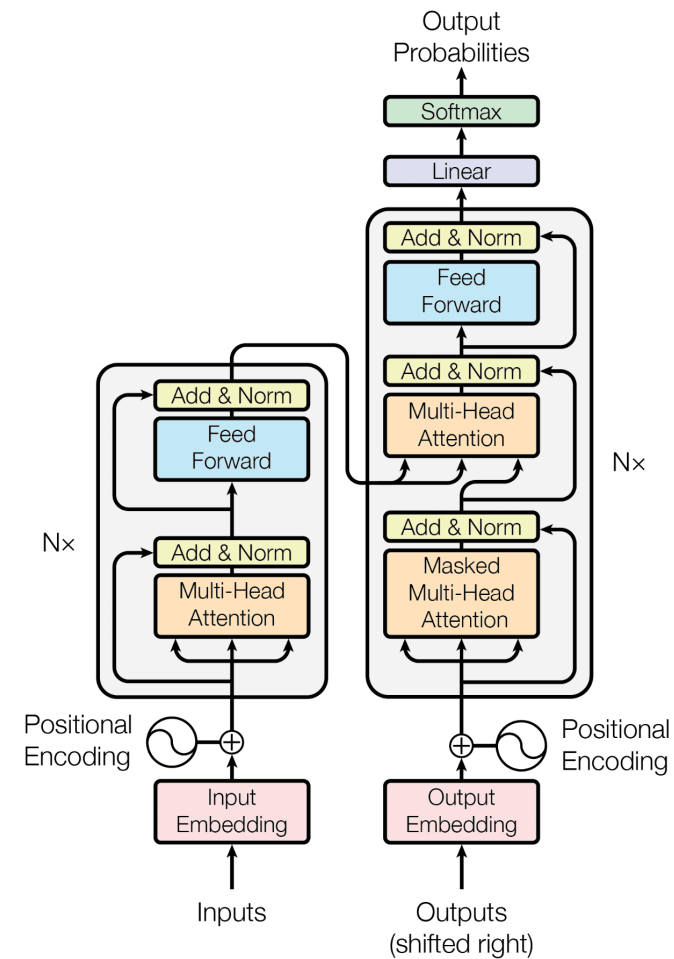 Output
Probabilities
Softmax
Linear
Add & Norm
Feed
Forward
Add & Norm
Multi-Head
Attention
Add & Norm
Masked
Multi-Head
Attention
N×
Add & Norm
Feed
Forward
Add & Norm
Multi-Head
Attention
N×
Positional
Encoding
Positional
Encoding
Input
Embedding
Output
Embedding
Inputs
Outputs
(shifted right)